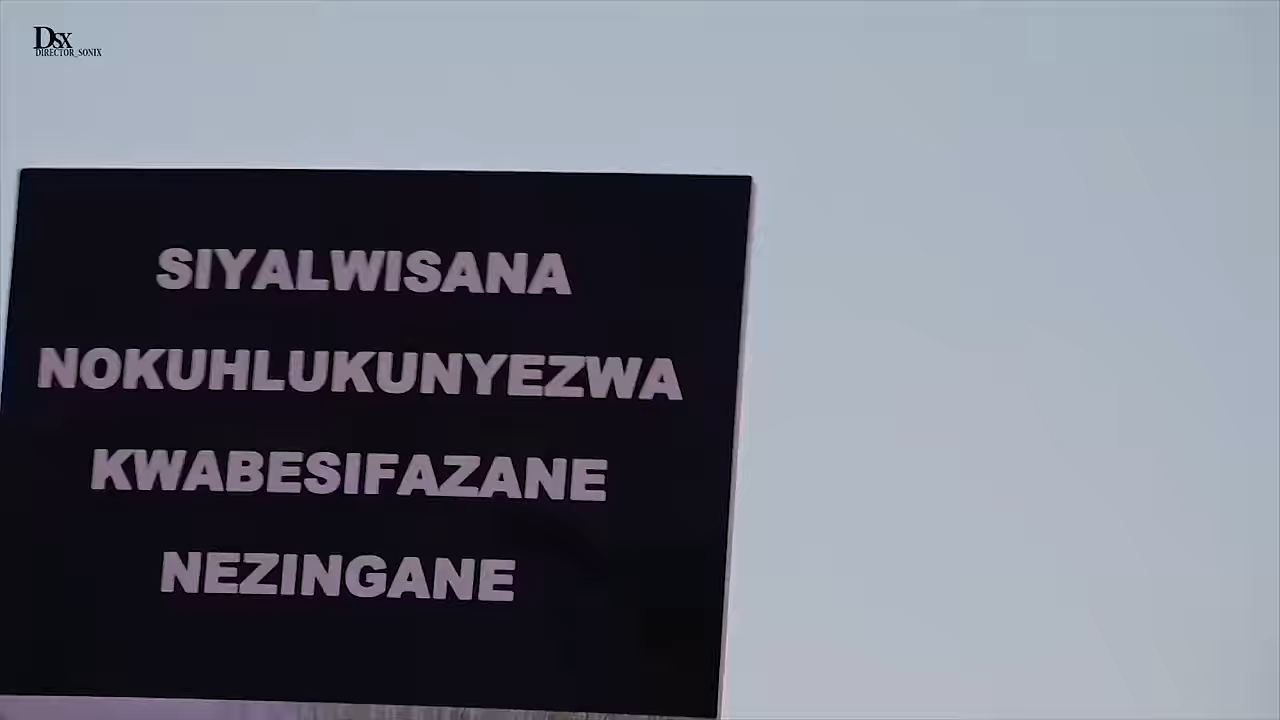 DSX
DIRECTOR_SONIX
SIYALWISANA
NOKUHLUKUNYEZWA
KWABESIFAZANE
NEZINGANE